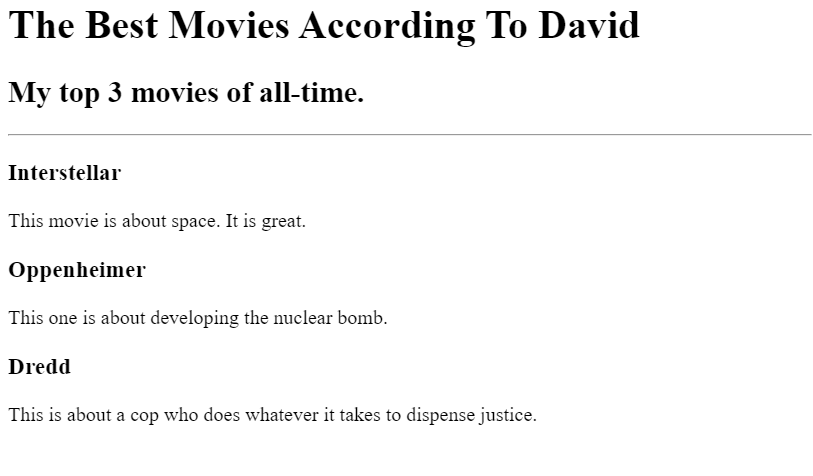 The Best Movies According To David
My top 3 movies of all-time.
Interstellar
This movie is about space. It is great.
Oppenheimer
This one is about developing the nuclear bomb.
Dredd
This is about a cop who does whatever it takes to dispense justice.